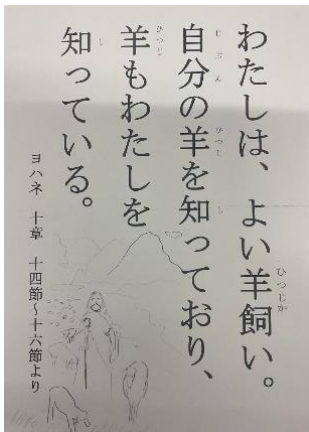 わたしは、よい羊飼い。
自分の羊を知っており、
羊もわたしを
知っている。
ヨハネ 十章 十四節〜十六節より